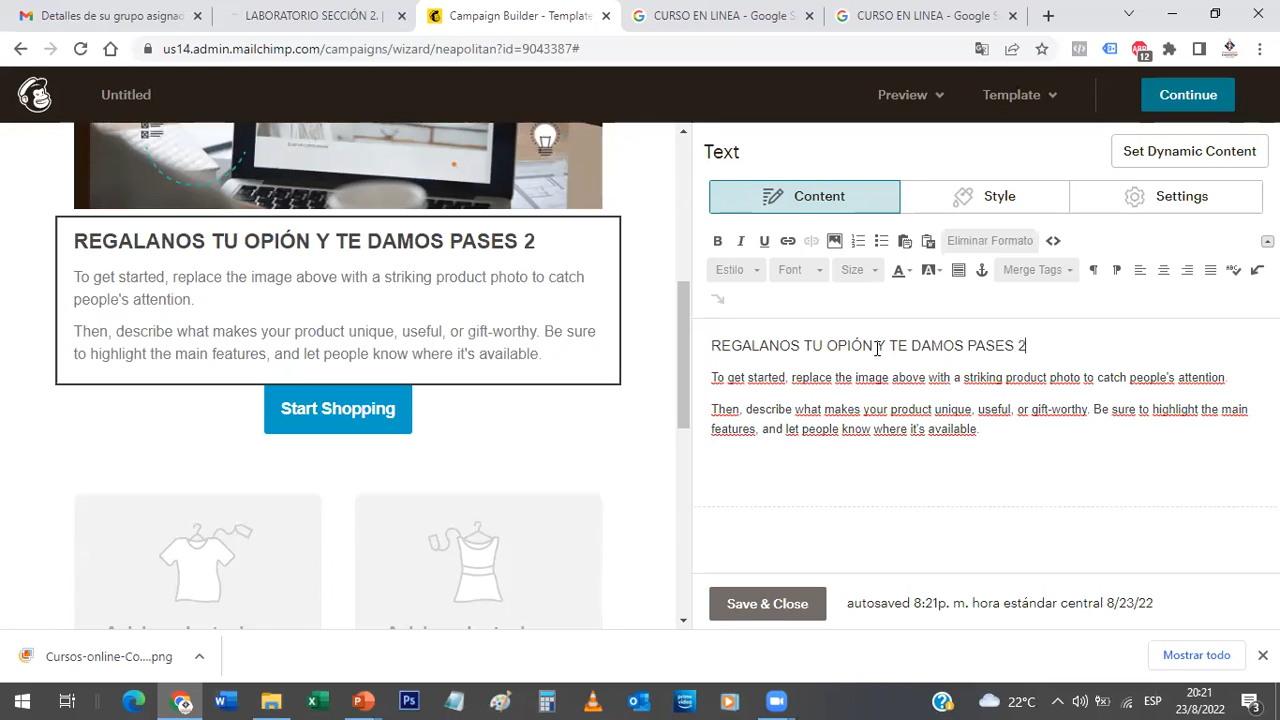 Detalles de su grupo asignad
LABORATORIO SECCIÓN 2. |
Campaign Builder - Template
CURSO EN LINEA - Google S
CURSO EN LINEA - Google S
us14.admin.mailchimp.com/campaigns/wizard/neapolitan?id=9043387#
12
Untitled
Preview
Template
Continue
Text
Set Dynamic Content
Content
Style
Settings
Eliminar Formato
Estilo
Font
Size
Merge Tags
REGALANOS TU OPIÓN Y TE DAMOS PASES 2
To get started, replace the image above with a striking product photo to catch
people's attention.
Then, describe what makes your product unique, useful, or gift-worthy. Be sure
to highlight the main features, and let people know where it's available.
Start Shopping
REGALANOS TU OPIÓN Y TE DAMOS PASES 2
To get started, replace the image above with a striking product photo to catch people's attention.
Then, describe what makes your product unique, useful, or gift-worthy. Be sure to highlight the main
features, and let people know where it's available.
Save & Close
autosaved 8:21p. m. hora estándar central 8/23/22
Cursos-online-Co....png
Mostrar todo
22°C
ESP
20:21
23/8/2022
3